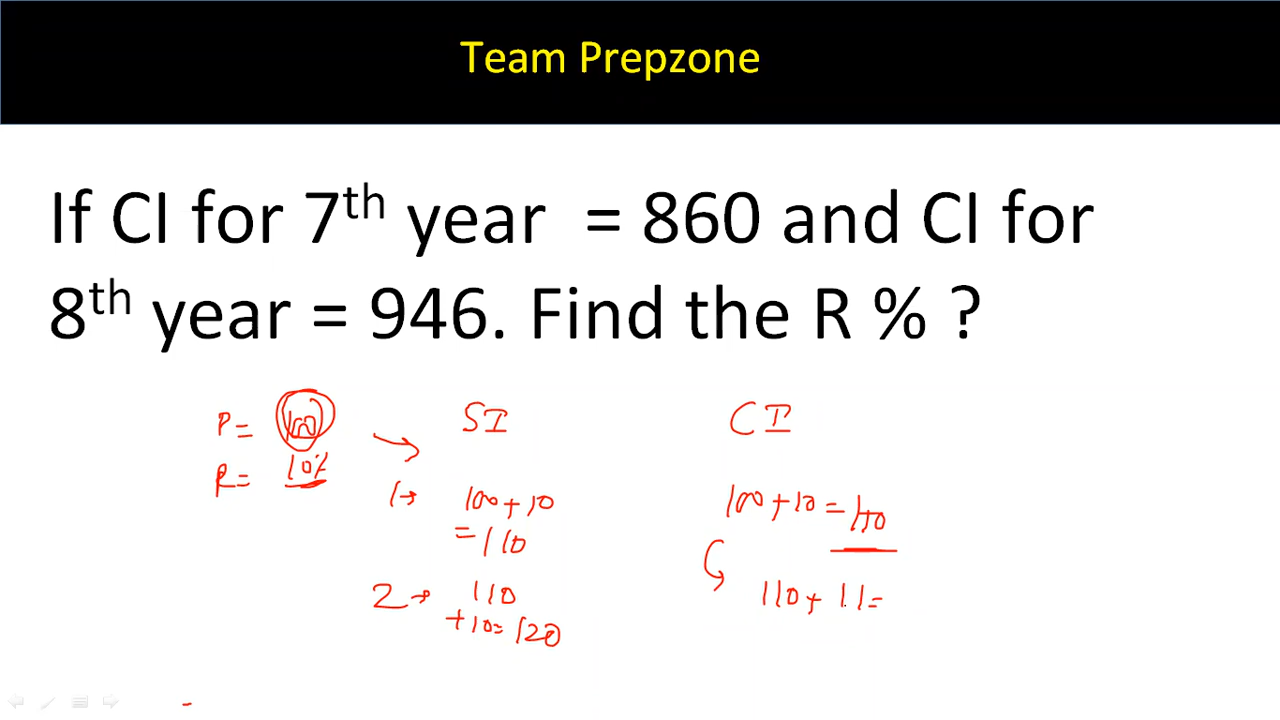 Team Prepzone
If CI for 7th year = 860 and CI for
8th year = 946. Find the R % ?
P = 100
R = 10%
SI
1→ 100 + 10
= 110
2→ 110
+10= 120
CI
100 + 10 = 110
110 + 11=